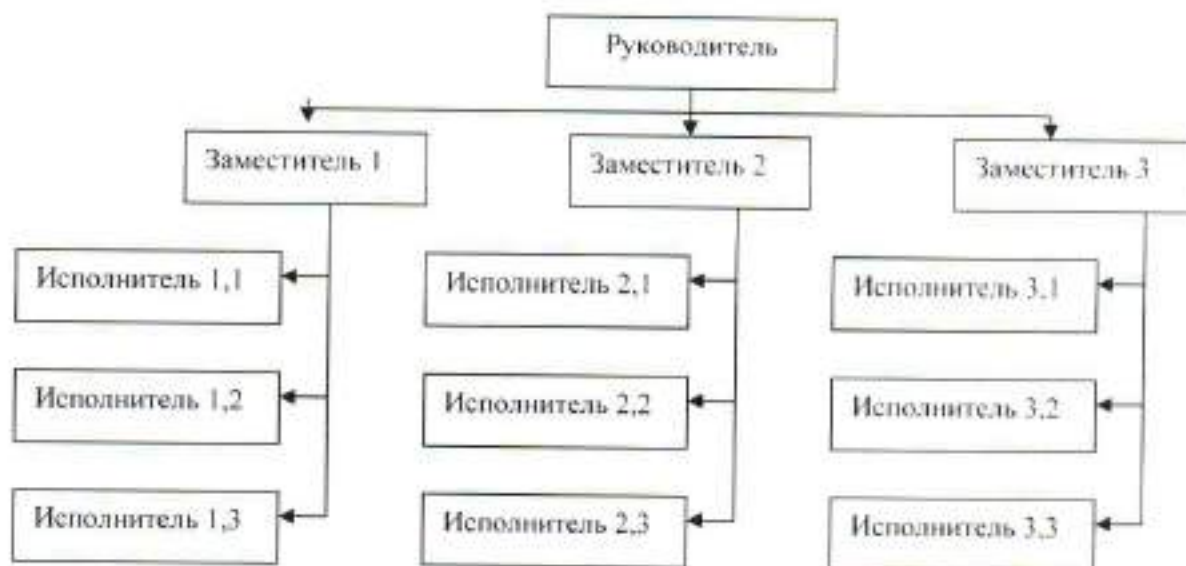 Руководитель
Заместитель 1
Заместитель 2
Заместитель 3
Исполнитель 1,1
Исполнитель 2,1
Исполнитель 3,1
Исполнитель 1,2
Исполнитель 2,2
Исполнитель 3,2
Исполнитель 1,3
Исполнитель 2,3
Исполнитель 3,3